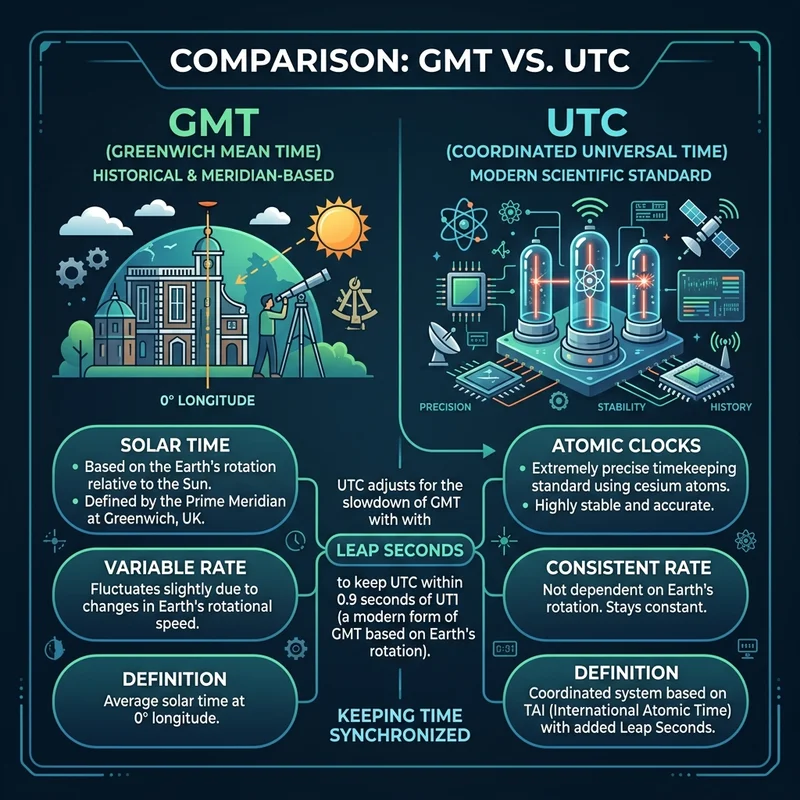 COMPARISON: GMT VS. UTC
GMT
(GREENWICH MEAN TIME)
HISTORICAL & MERIDIAN-BASED
0° LONGITUDE
SOLAR TIME
• Based on the Earth's rotation
relative to the Sun.
• Defined by the Prime Meridian
at Greenwich, UK.
VARIABLE RATE
Fluctuates slightly due to
changes in Earth's rotational
speed.
DEFINITION
Average solar time at
0° longitude.
UTC adjusts for the
slowdown of GMT
with with
LEAP SECONDS
to keep UTC within
0.9 seconds of UT1
(a modern form of
GMT based on Earth's
rotation).
KEEPING TIME
SYNCHRONIZED
UTC
(COORDINATED UNIVERSAL TIME)
MODERN SCIENTIFIC STANDARD
PRECISION
STABILITY
HISTORY
ATOMIC CLOCKS
• Extremely precise timekeeping
standard using cesium atoms.
• Highly stable and accurate.
CONSISTENT RATE
Not dependent on Earth's
rotation. Stays constant.
DEFINITION
Coordinated system based on
TAI (International Atomic Time)
with added Leap Seconds.